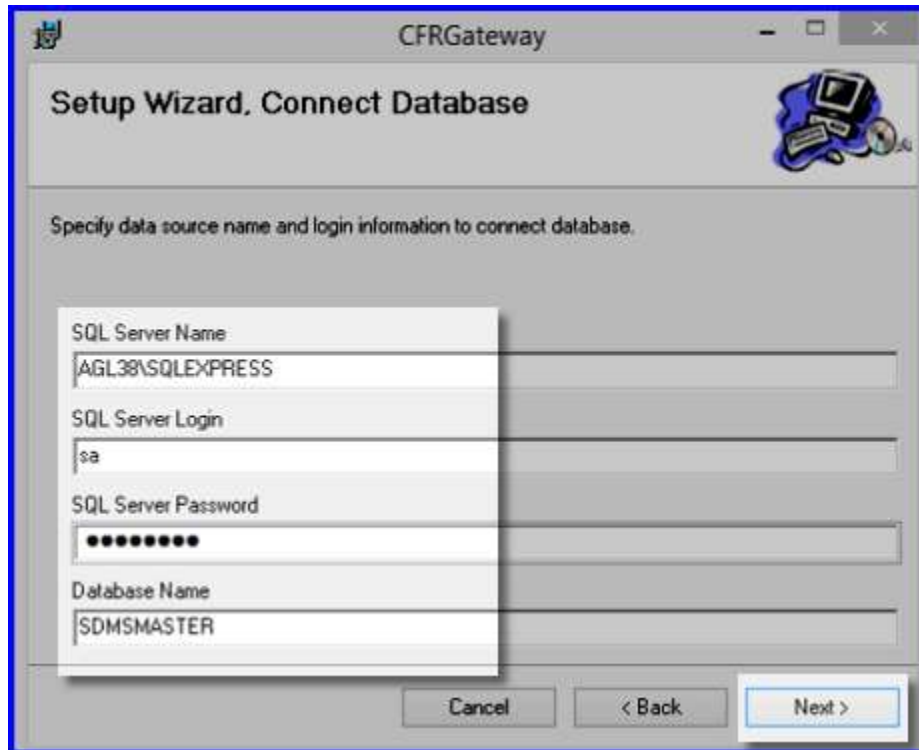 CFRGateway
Setup Wizard, Connect Database
Specify data source name and login information to connect database.
SQL Server Name
AGL38\SQLEXPRESS
SQL Server Login
sa
SQL Server Password
●●●●●●●●
Database Name
SDMSMASTER
Cancel
< Back
Next >